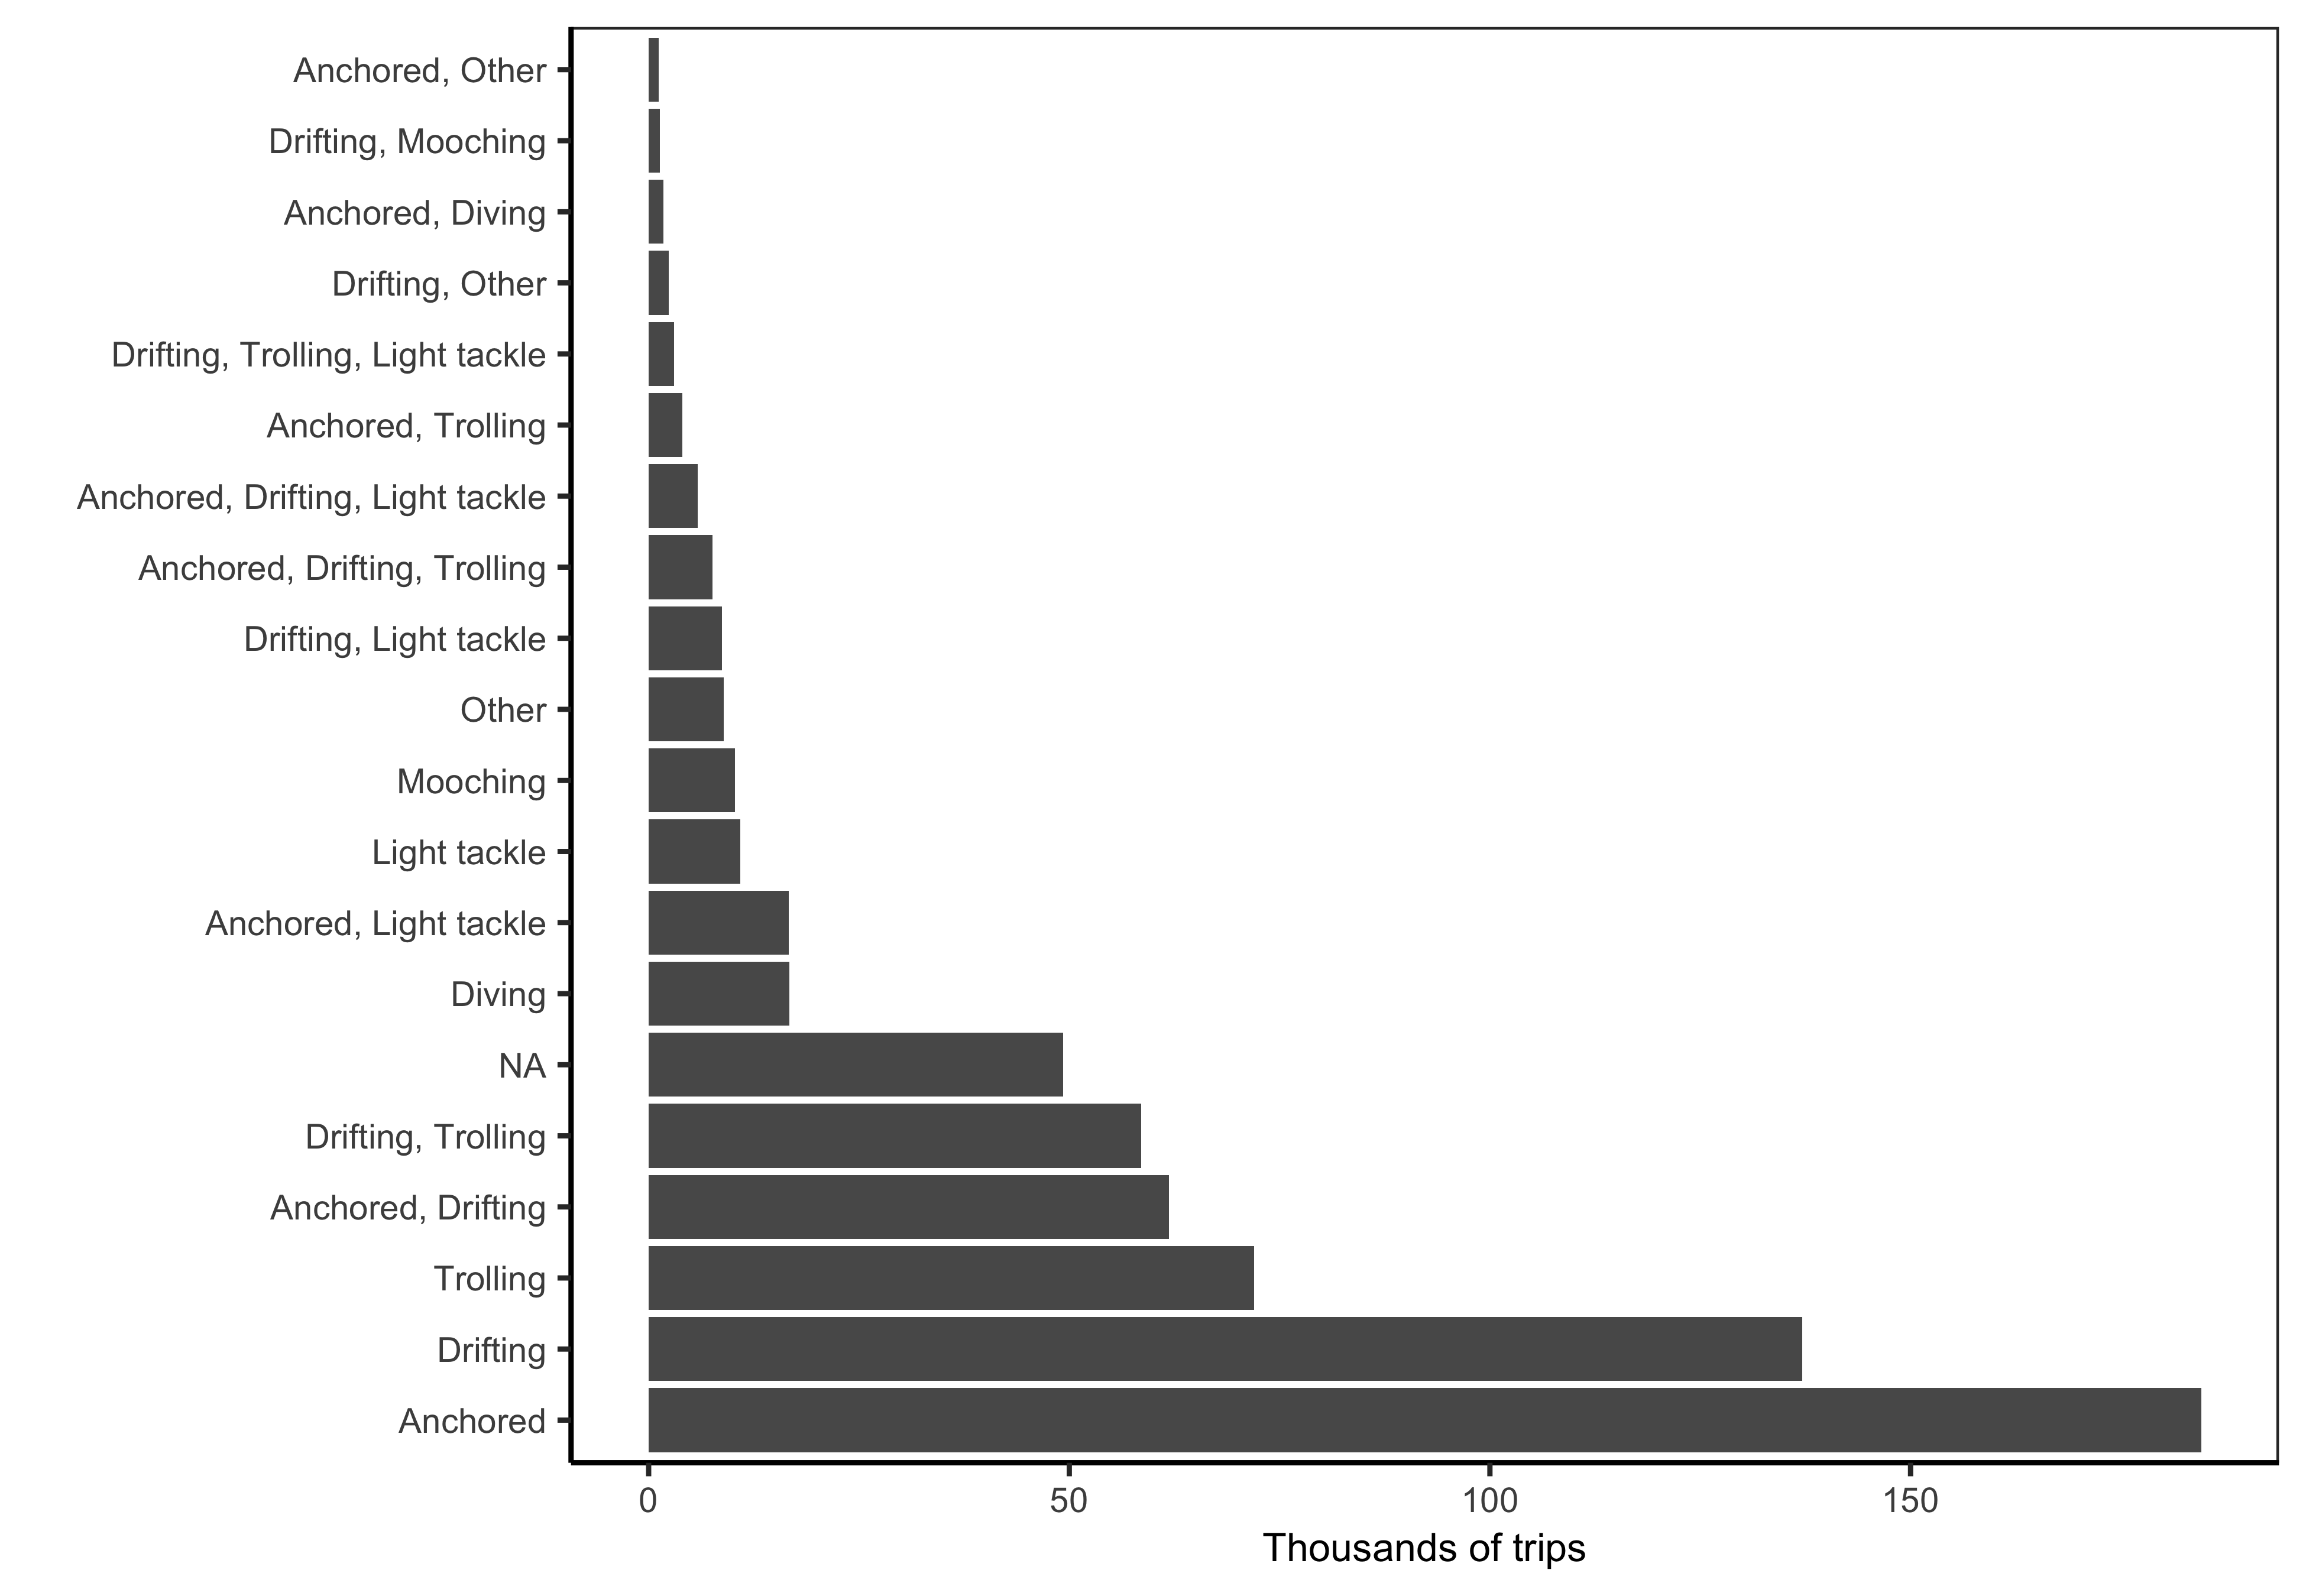 Anchored, Other
Drifting, Mooching
Anchored, Diving
Drifting, Other
Drifting, Trolling, Light tackle
Anchored, Trolling
Anchored, Drifting, Light tackle
Anchored, Drifting, Trolling
Drifting, Light tackle
Other
Mooching
Light tackle
Anchored, Light tackle
Diving
NA
Drifting, Trolling
Anchored, Drifting
Trolling
Drifting
Anchored
0 50 100 150
Thousands of trips